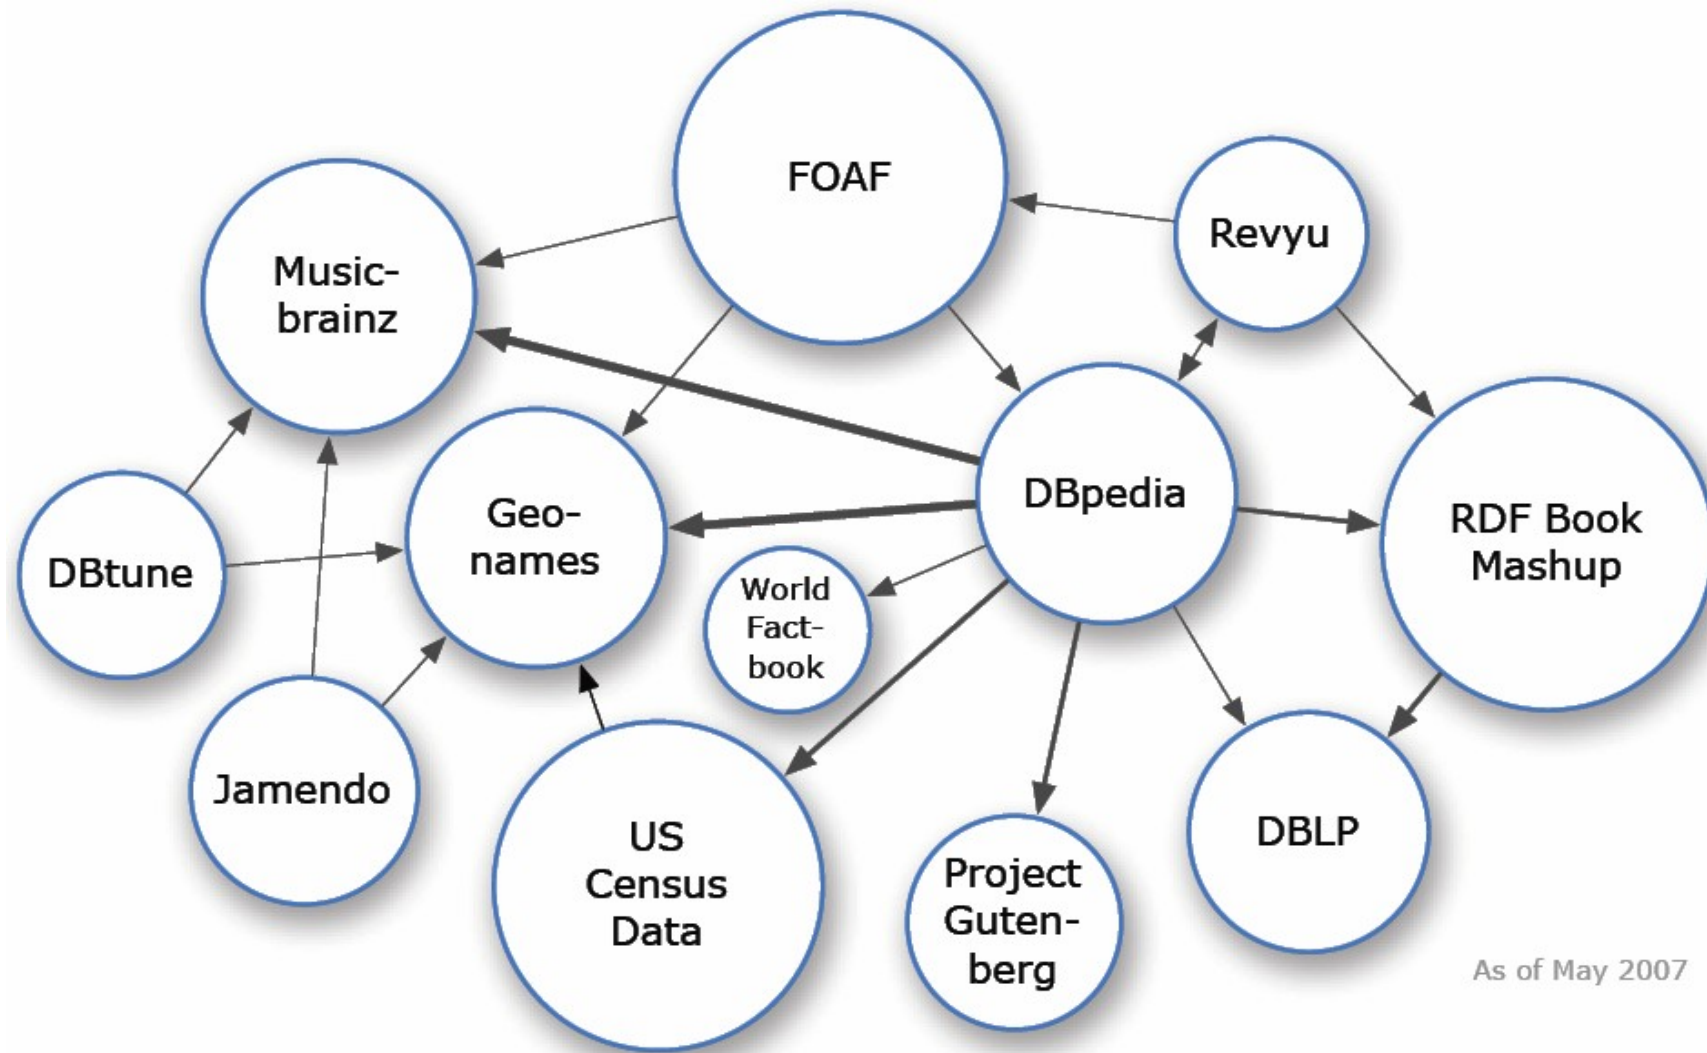 FOAF
Revyu
Music-
brainz
DBpedia
Geo-
names
RDF Book
Mashup
DBtune
World
Fact-
book
Jamendo
US
Census
Data
Project
Guten-
berg
DBLP
As of May 2007